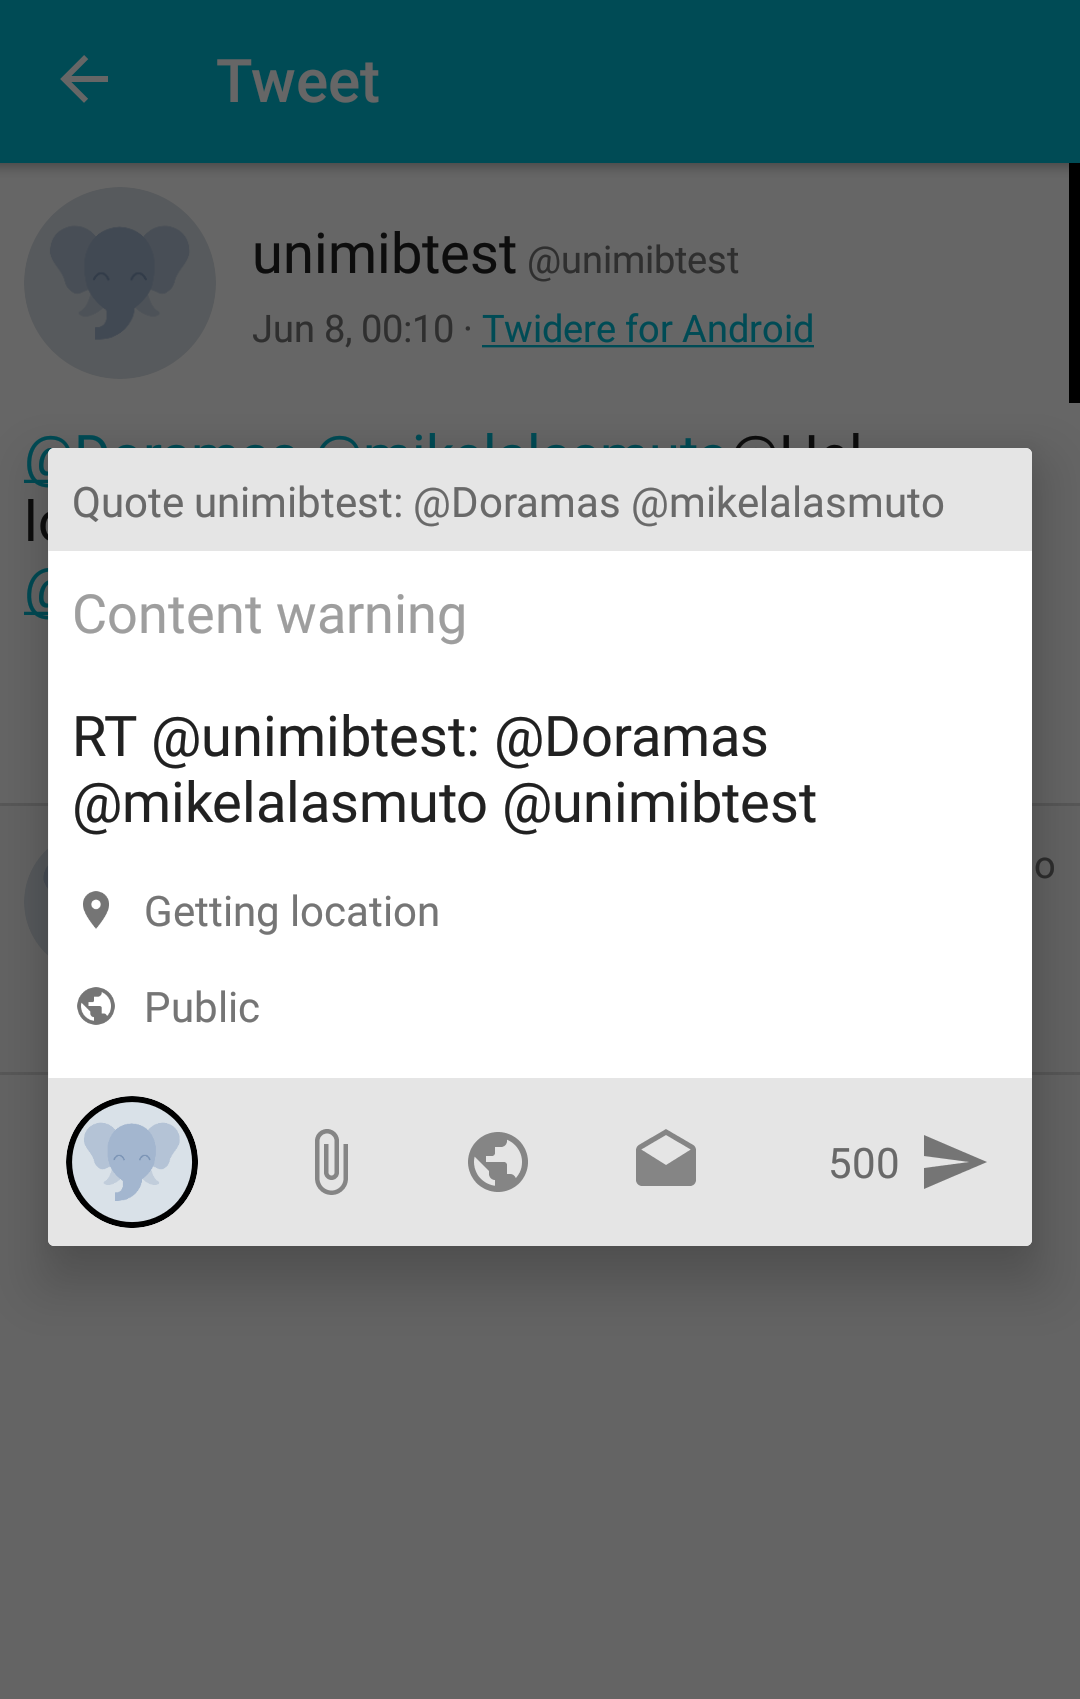 Tweet
unimibtest @unimibtest
Jun 8, 00:10 · Twidere for Android
Quote unimibtest: @Doramas @mikelalasmuto
Content warning
RT @unimibtest: @Doramas
@mikelalasmuto @unimibtest
Getting location
Public
500